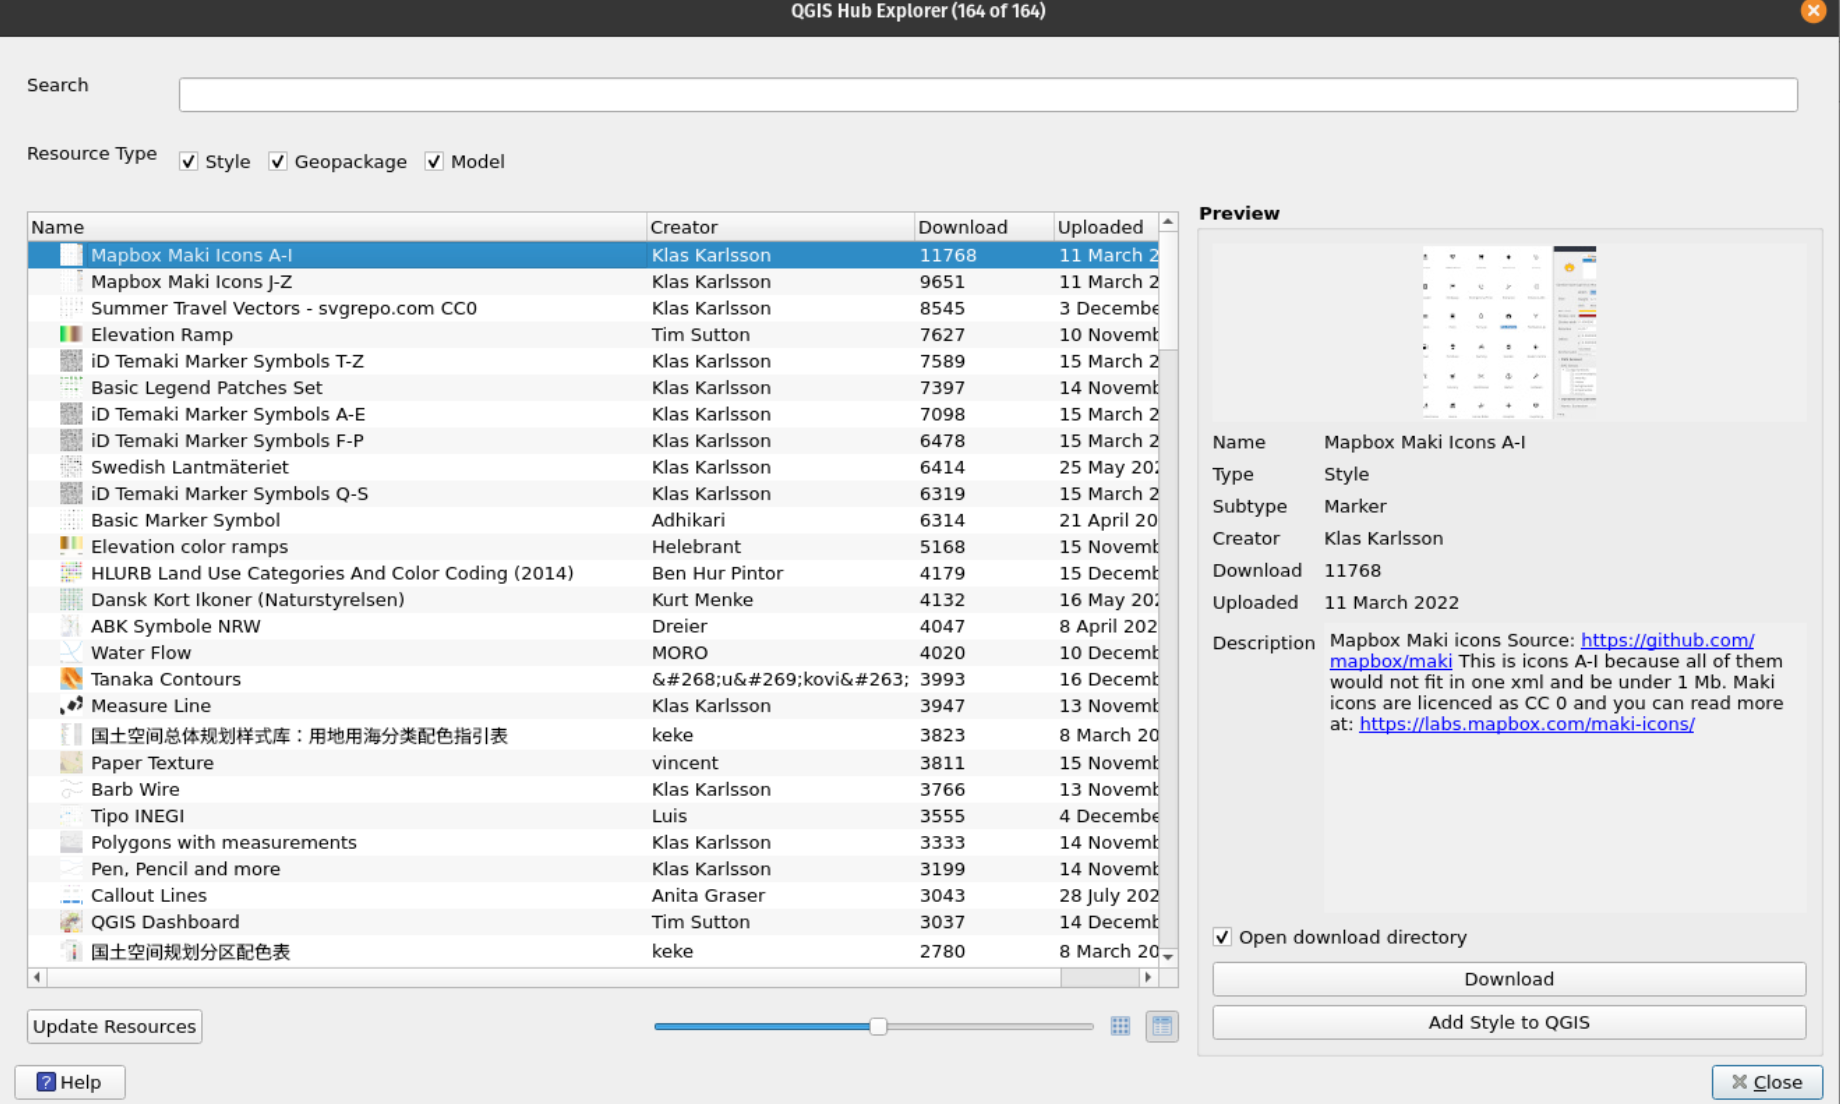 QGIS Hub Explorer (164 of 164)
Search
Resource Type Style Geopackage Model
Name Creator Download Uploaded
Mapbox Maki Icons A-I Klas Karlsson 11768 11 March 2
Mapbox Maki Icons J-Z Klas Karlsson 9651 11 March 2
Summer Travel Vectors - svgrepo.com CC0 Klas Karlsson 8545 3 Decembe
Elevation Ramp Tim Sutton 7627 10 Novemb
iD Temaki Marker Symbols T-Z Klas Karlsson 7589 15 March 2
Basic Legend Patches Set Klas Karlsson 7397 14 Novemb
iD Temaki Marker Symbols A-E Klas Karlsson 7098 15 March 2
iD Temaki Marker Symbols F-P Klas Karlsson 6478 15 March 2
Swedish Lantmäteriet Klas Karlsson 6414 25 May 202
iD Temaki Marker Symbols Q-S Klas Karlsson 6319 15 March 2
Basic Marker Symbol Adhikari 6314 21 April 20
Elevation color ramps Helebrant 5168 15 Novemb
HLURB Land Use Categories And Color Coding (2014) Ben Hur Pintor 4179 15 Decemb
Dansk Kort Ikoner (Naturstyrelsen) Kurt Menke 4132 16 May 202
ABK Symbole NRW Dreier 4047 8 April 202
Water Flow MORO 4020 10 Decemb
Tanaka Contours &#268;u&#269;kovi&#263; 3993 16 Decemb
Measure Line Klas Karlsson 3947 13 Novemb
国土空间总体规划样式库：用地用海分类配色指引表 keke 3823 8 March 20
Paper Texture vincent 3811 15 Novemb
Barb Wire Klas Karlsson 3766 13 Novemb
Tipo INEGI Luis 3555 4 Decembe
Polygons with measurements Klas Karlsson 3333 14 Novemb
Pen, Pencil and more Klas Karlsson 3199 14 Novemb
Callout Lines Anita Graser 3043 28 July 202
QGIS Dashboard Tim Sutton 3037 14 Decemb
国土空间规划分区配色表 keke 2780 8 March 20
Update Resources
Help
Preview
Name Mapbox Maki Icons A-I
Type Style
Subtype Marker
Creator Klas Karlsson
Download 11768
Uploaded 11 March 2022
Description Mapbox Maki icons Source: https://github.com/
mapbox/maki This is icons A-I because all of them
would not fit in one xml and be under 1 Mb. Maki
icons are licenced as CC 0 and you can read more
at: https://labs.mapbox.com/maki-icons/
Open download directory
Download
Add Style to QGIS
Close